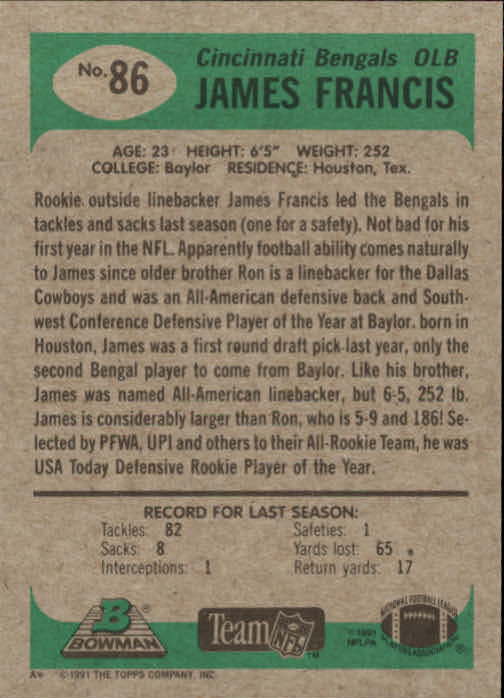 No. 86
Cincinnati Bengals OLB
JAMES FRANCIS
AGE: 23 HEIGHT: 6'5" WEIGHT: 252
COLLEGE: Baylor RESIDENCE: Houston, Tex.
Rookie outside linebacker James Francis led the Bengals in
tackles and sacks last season (one for a safety). Not bad for his
first year in the NFL. Apparently football ability comes naturally
to James since older brother Ron is a linebacker for the Dallas
Cowboys and was an All-American defensive back and South-
west Conference Defensive Player of the Year at Baylor. born in
Houston, James was a first round draft pick last year, only the
second Bengal player to come from Baylor. Like his brother,
James was named All-American linebacker, but 6-5, 252 lb.
James is considerably larger than Ron, who is 5-9 and 186! Se-
lected by PFWA, UPI and others to their All-Rookie Team, he was
USA Today Defensive Rookie Player of the Year.
RECORD FOR LAST SEASON:
Tackles: 82 Safeties: 1
Sacks: 8 Yards lost: 65
Interceptions: 1 Return yards: 17
B
BOWMAN®
Team NFL™
© 1991
NFLPA
NATIONAL FOOTBALL LEAGUE
PLAYERS ASSOCIATION ®
A* © 1991 THE TOPPS COMPANY, INC.